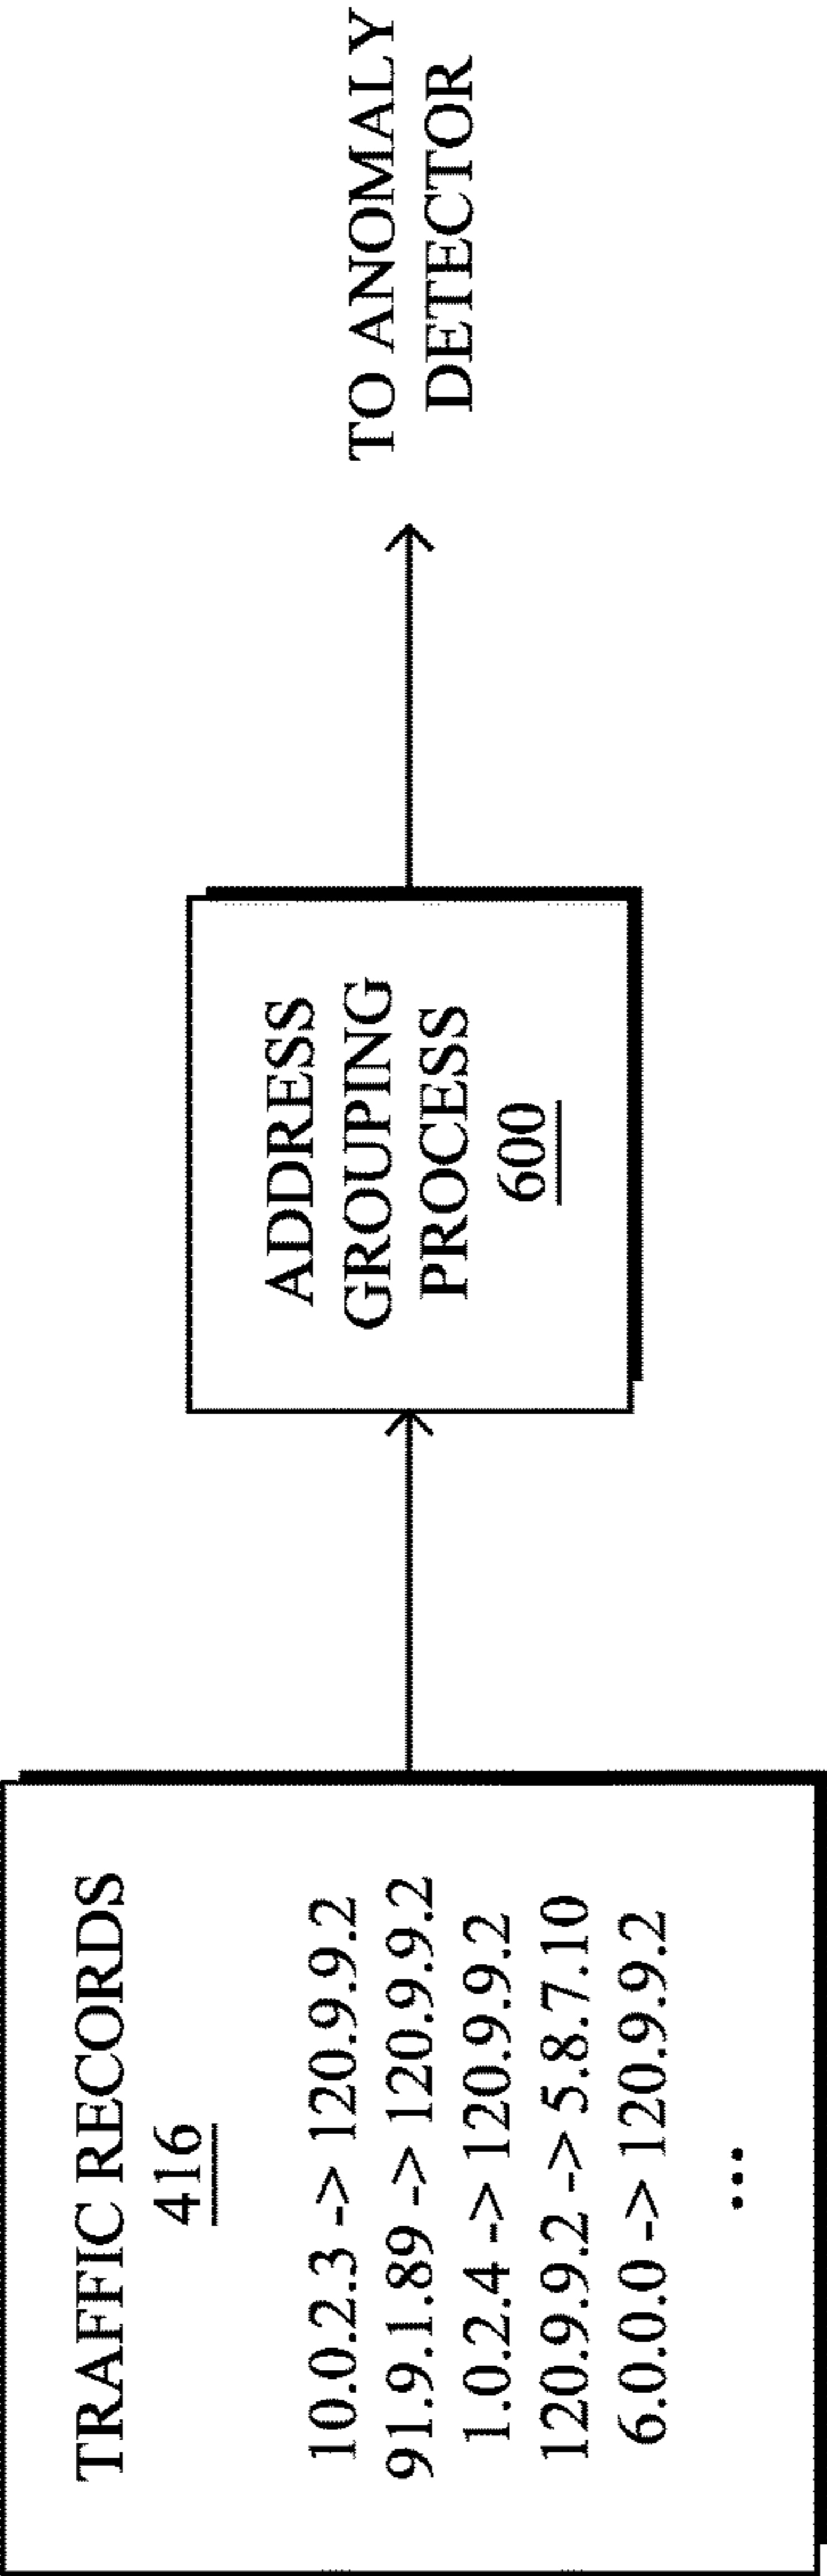 TRAFFIC RECORDS
416
10.0.2.3 -> 120.9.9.2
91.9.1.89 -> 120.9.9.2
1.0.2.4 -> 120.9.9.2
120.9.9.2 -> 5.8.7.10
6.0.0.0 -> 120.9.9.2
...
ADDRESS
GROUPING
PROCESS
600
TO ANOMALY
DETECTOR